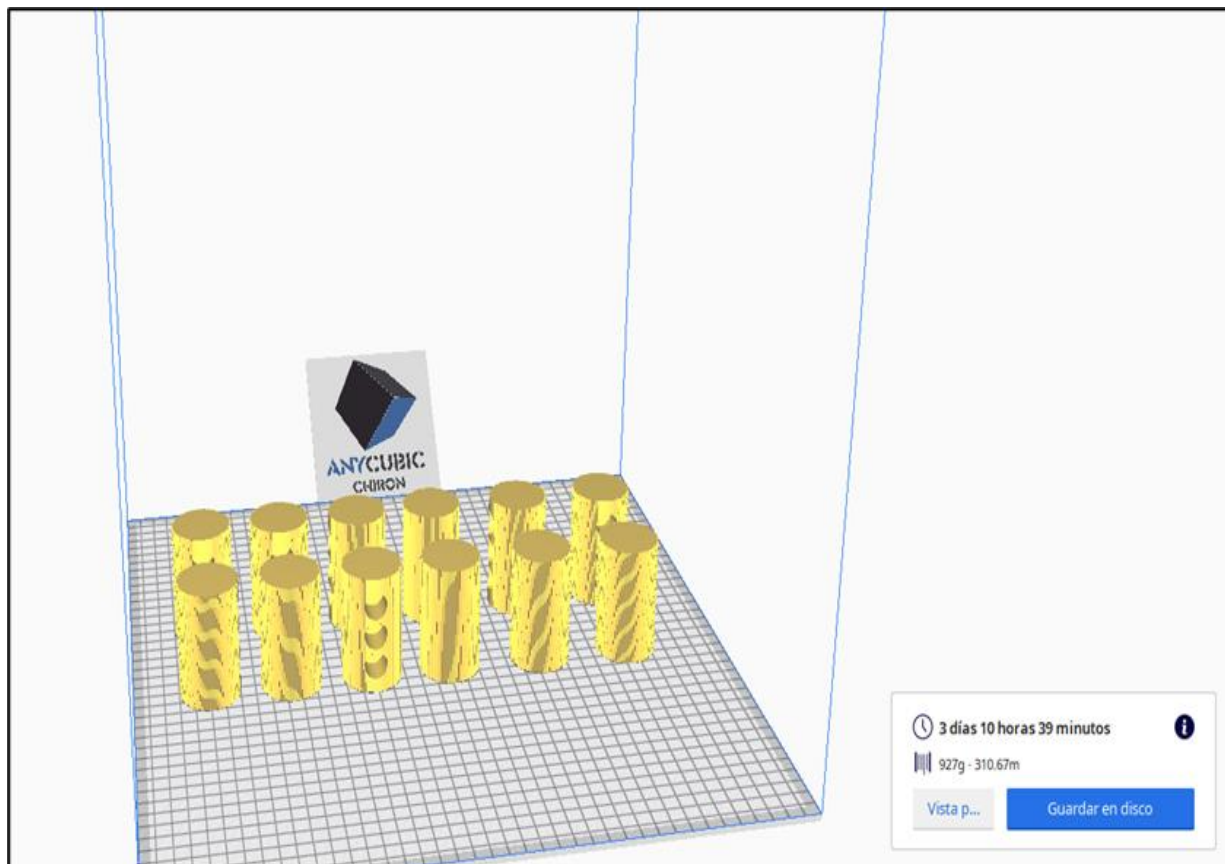 ANYCUBIC
CHIRON
3 días 10 horas 39 minutos
927g · 310.67m
Vista p...
Guardar en disco